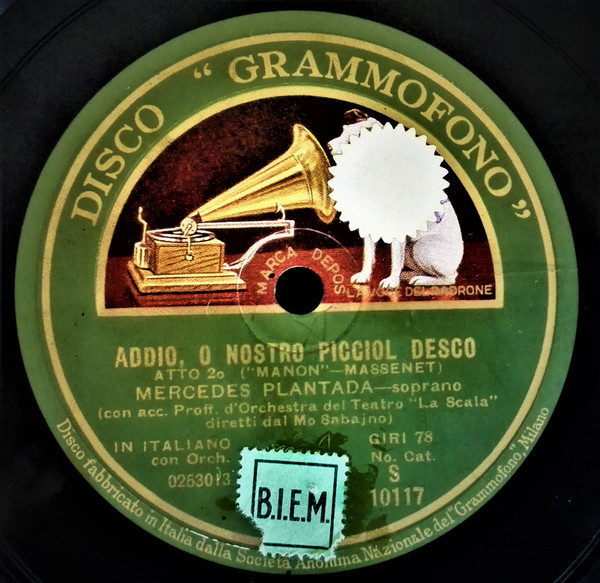 DISCO “GRAMMOFONO”
MARCA DEPOS
LA VOCE DEL PADRONE
ADDIO, O NOSTRO PICCIOL DESCO
ATTO 2o ("MANON"—MASSENET)
MERCEDES PLANTADA—soprano
(con acc. Proff. d'Orchestra del Teatro "La Scala"
diretti dal Mo Sabajno)
IN ITALIANO GIRI 78
con Orch. No. Cat.
0253013 S
B.I.E.M. 10117
Disco fabbricato in Italia dalla Società Anonima Nazionale del "Grammofono", Milano